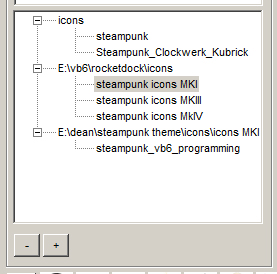 icons
steampunk
Steampunk_Clockwerk_Kubrick
E:\vb6\rocketdock\icons
steampunk icons MKI
steampunk icons MKIII
steampunk icons MkIV
E:\dean\steampunk theme\icons\icons MKI
steampunk_vb6_programming
- +